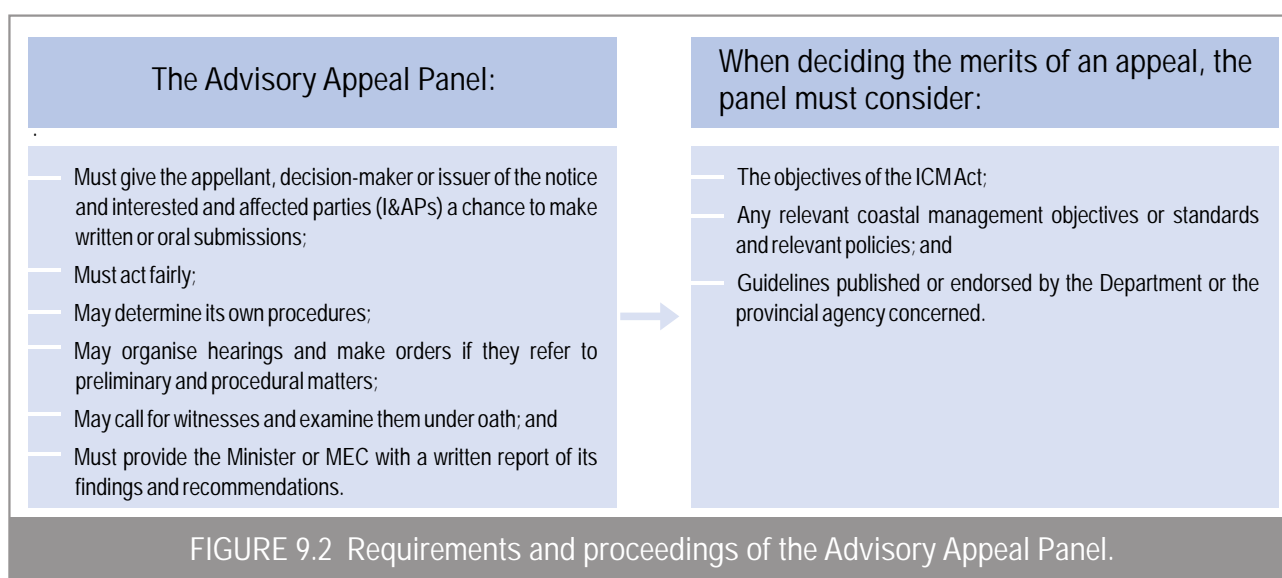 The Advisory Appeal Panel:
.
Must give the appellant, decision-maker or issuer of the notice
and interested and affected parties (I&APs) a chance to make
written or oral submissions;
Must act fairly;
May determine its own procedures;
May organise hearings and make orders if they refer to
preliminary and procedural matters;
May call for witnesses and examine them under oath; and
Must provide the Minister or MEC with a written report of its
findings and recommendations.
When deciding the merits of an appeal, the
panel must consider:
The objectives of the ICM Act;
Any relevant coastal management objectives or standards
and relevant policies; and
Guidelines published or endorsed by the Department or the
provincial agency concerned.
FIGURE 9.2 Requirements and proceedings of the Advisory Appeal Panel.